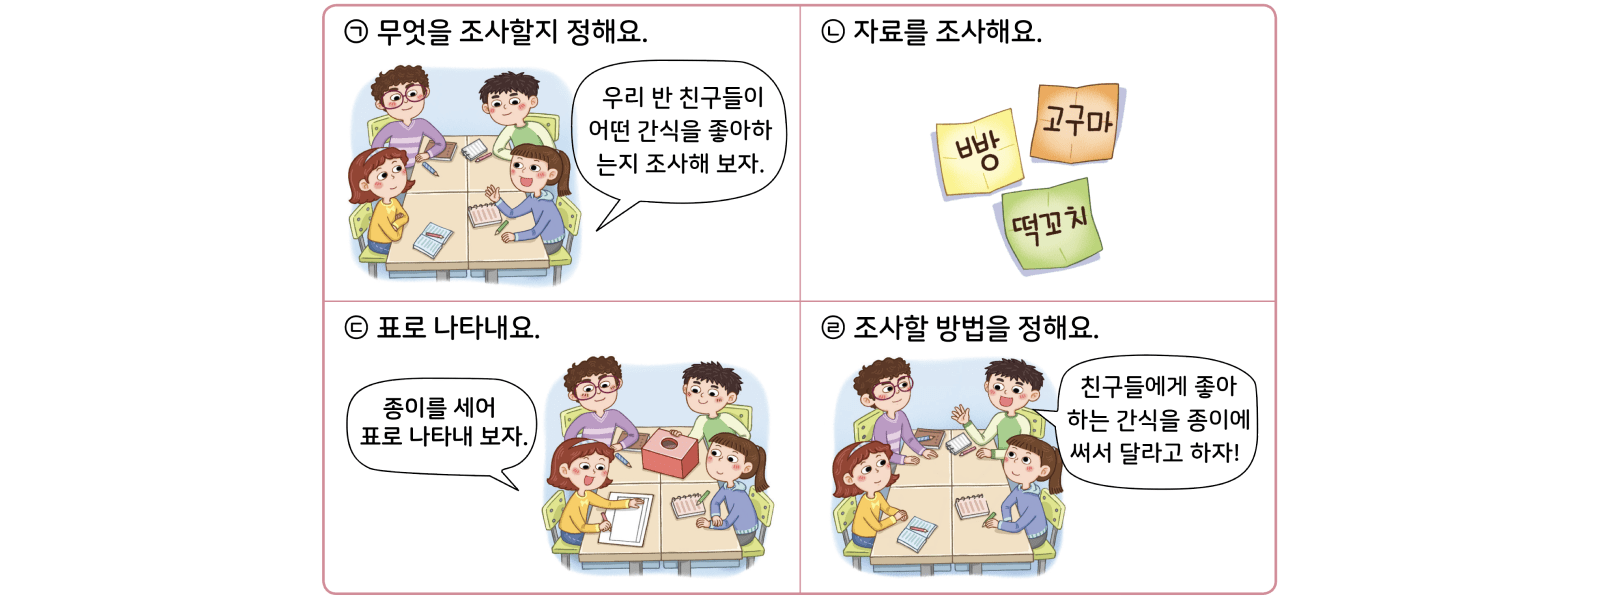 ㉠ 무엇을 조사할지 정해요.
우리 반 친구들이
어떤 간식을 좋아하
는지 조사해 보자.
㉡ 자료를 조사해요.
빵
고구마
떡꼬치
㉢ 표로 나타내요.
종이를 세어
표로 나타내 보자.
㉣ 조사할 방법을 정해요.
친구들에게 좋아
하는 간식을 종이에
써서 달라고 하자!